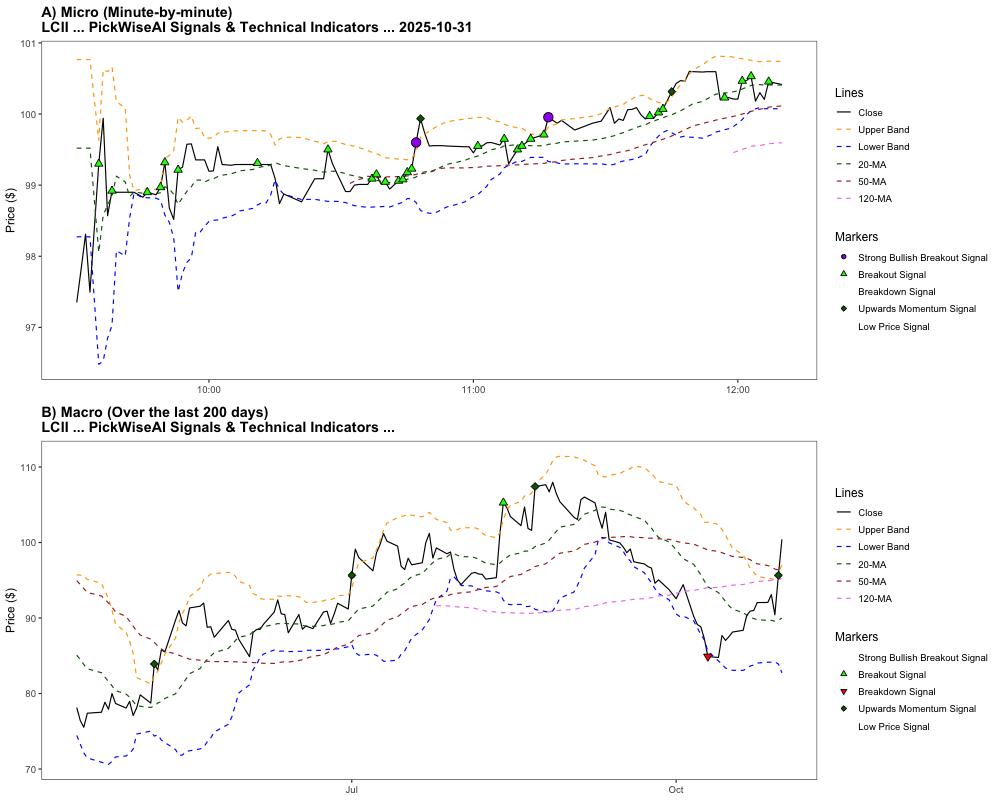 A) Micro (Minute-by-minute)
LCII ... PickWiseAI Signals & Technical Indicators ... 2025-10-31
101
100
99
98
97
Price ($)
10:00
11:00
12:00
Lines
Close
Upper Band
Lower Band
20-MA
50-MA
120-MA
Markers
Strong Bullish Breakout Signal
Breakout Signal
Breakdown Signal
Upwards Momentum Signal
Low Price Signal
B) Macro (Over the last 200 days)
LCII ... PickWiseAI Signals & Technical Indicators ...
110
100
90
80
70
Price ($)
Jul
Oct
Lines
Close
Upper Band
Lower Band
20-MA
50-MA
120-MA
Markers
Strong Bullish Breakout Signal
Breakout Signal
Breakdown Signal
Upwards Momentum Signal
Low Price Signal